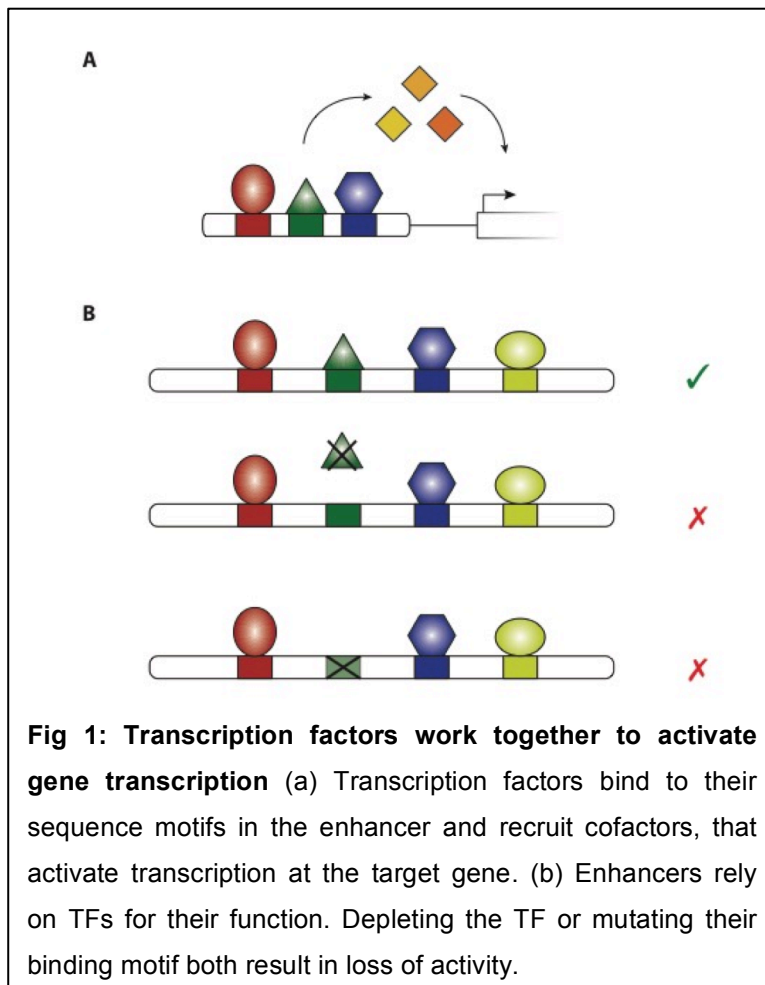 A
B
✓
✗
✗
Fig 1: Transcription factors work together to activate
gene transcription (a) Transcription factors bind to their
sequence motifs in the enhancer and recruit cofactors, that
activate transcription at the target gene. (b) Enhancers rely
on TFs for their function. Depleting the TF or mutating their
binding motif both result in loss of activity.